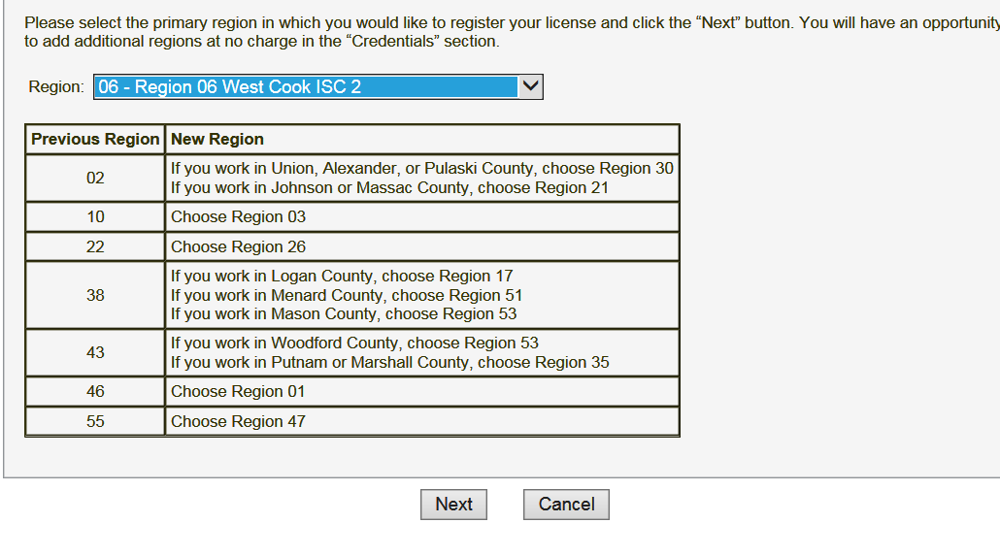 Please select the primary region in which you would like to register your license and click the “Next” button. You will have an opportunity
to add additional regions at no charge in the “Credentials” section.
Region: 06 - Region 06 West Cook ISC 2
Previous Region New Region
02
If you work in Union, Alexander, or Pulaski County, choose Region 30
If you work in Johnson or Massac County, choose Region 21
10 Choose Region 03
22 Choose Region 26
38
If you work in Logan County, choose Region 17
If you work in Menard County, choose Region 51
If you work in Mason County, choose Region 53
43
If you work in Woodford County, choose Region 53
If you work in Putnam or Marshall County, choose Region 35
46 Choose Region 01
55 Choose Region 47
Next Cancel